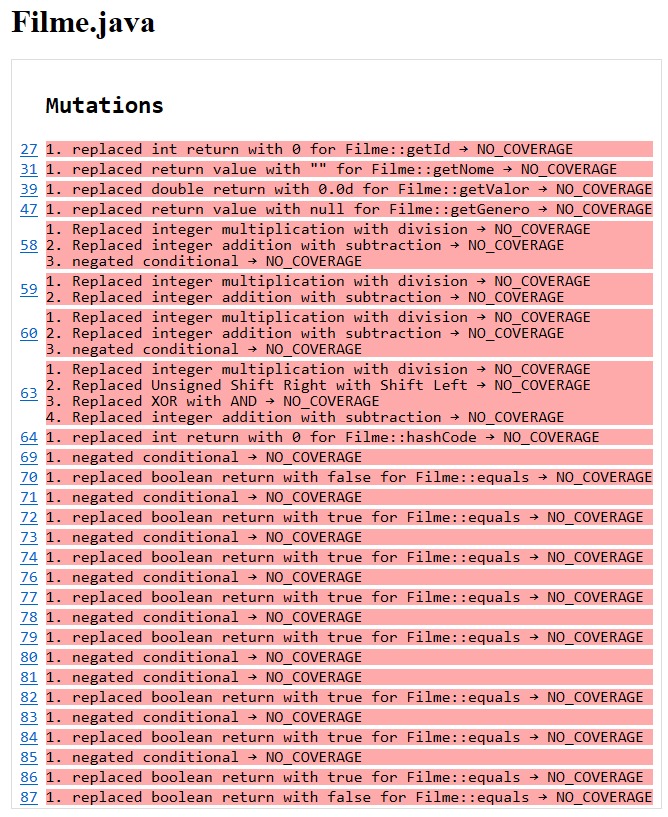 Filme.java
Mutations
27 1. replaced int return with 0 for Filme::getId → NO_COVERAGE
31 1. replaced return value with "" for Filme::getNome → NO_COVERAGE
39 1. replaced double return with 0.0d for Filme::getValor → NO_COVERAGE
47 1. replaced return value with null for Filme::getGenero → NO_COVERAGE
1. Replaced integer multiplication with division → NO_COVERAGE
58 2. Replaced integer addition with subtraction → NO_COVERAGE
3. negated conditional → NO_COVERAGE
59 1. Replaced integer multiplication with division → NO_COVERAGE
2. Replaced integer addition with subtraction → NO_COVERAGE
1. Replaced integer multiplication with division → NO_COVERAGE
60 2. Replaced integer addition with subtraction → NO_COVERAGE
3. negated conditional → NO_COVERAGE
1. Replaced integer multiplication with division → NO_COVERAGE
63 2. Replaced Unsigned Shift Right with Shift Left → NO_COVERAGE
3. Replaced XOR with AND → NO_COVERAGE
4. Replaced integer addition with subtraction → NO_COVERAGE
64 1. replaced int return with 0 for Filme::hashCode → NO_COVERAGE
69 1. negated conditional → NO_COVERAGE
70 1. replaced boolean return with false for Filme::equals → NO_COVERAGE
71 1. negated conditional → NO_COVERAGE
72 1. replaced boolean return with true for Filme::equals → NO_COVERAGE
73 1. negated conditional → NO_COVERAGE
74 1. replaced boolean return with true for Filme::equals → NO_COVERAGE
76 1. negated conditional → NO_COVERAGE
77 1. replaced boolean return with true for Filme::equals → NO_COVERAGE
78 1. negated conditional → NO_COVERAGE
79 1. replaced boolean return with true for Filme::equals → NO_COVERAGE
80 1. negated conditional → NO_COVERAGE
81 1. negated conditional → NO_COVERAGE
82 1. replaced boolean return with true for Filme::equals → NO_COVERAGE
83 1. negated conditional → NO_COVERAGE
84 1. replaced boolean return with true for Filme::equals → NO_COVERAGE
85 1. negated conditional → NO_COVERAGE
86 1. replaced boolean return with true for Filme::equals → NO_COVERAGE
87 1. replaced boolean return with false for Filme::equals → NO_COVERAGE